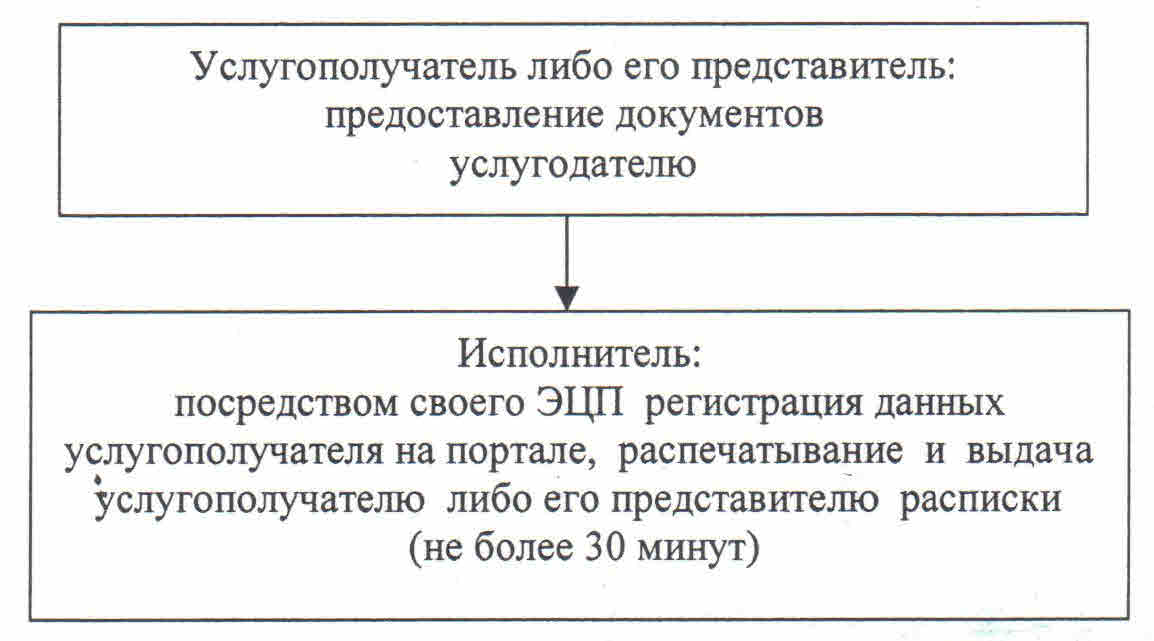 Услугополучатель либо его представитель:
предоставление документов
услугодателю
Исполнитель:
посредством своего ЭЦП регистрация данных
услугополучателя на портале, распечатывание и выдача
услугополучателю либо его представителю расписки
(не более 30 минут)